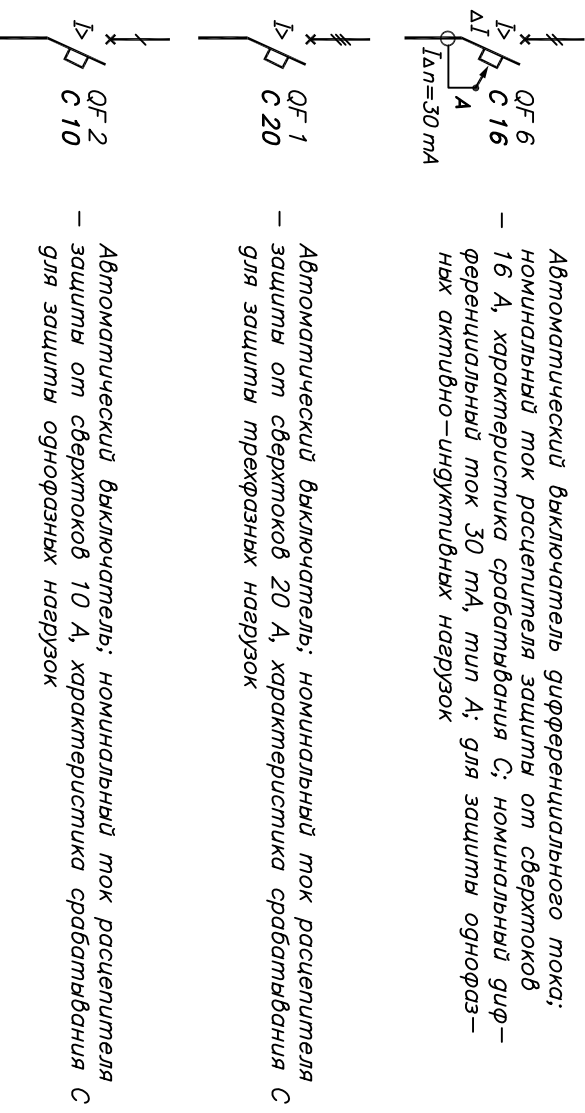 I>
ΔI
QF 6
C 16
A
IΔn=30 mA
– Автоматический выключатель дифференциального тока;
номинальный ток расцепителя защиты от сверхтоков
16 А, характеристика срабатывания С; номинальный диф–
ференциальный ток 30 mA, тип А; для защиты однофаз–
ных активно–индуктивных нагрузок
I>
QF 1
C 20
Автоматический выключатель; номинальный ток расцепителя
– защиты от сверхтоков 20 А, характеристика срабатывания С
для защиты трехфазных нагрузок
I>
QF 2
C 10
Автоматический выключатель; номинальный ток расцепителя
– защиты от сверхтоков 10 А, характеристика срабатывания С
для защиты однофазных нагрузок